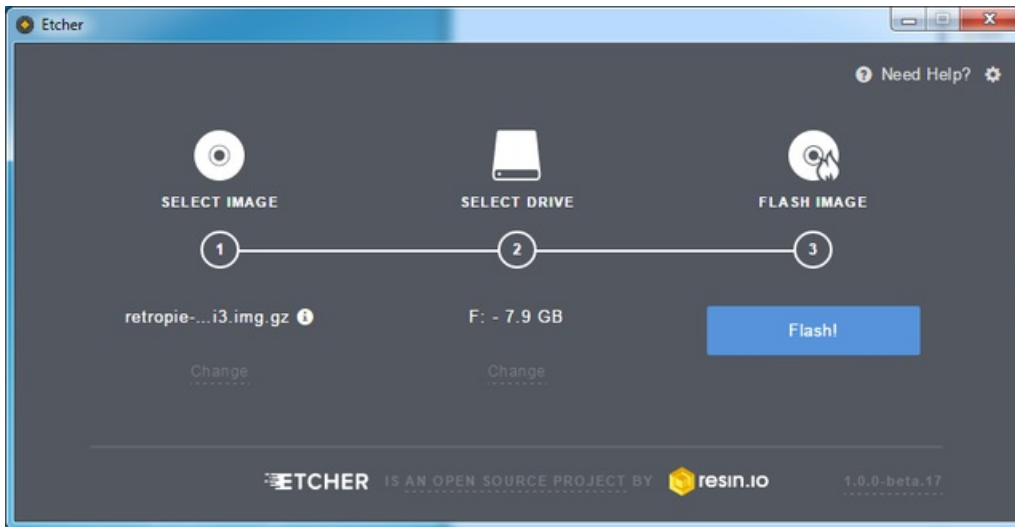 Etcher
Need Help?
SELECT IMAGE
SELECT DRIVE
FLASH IMAGE
1
2
3
retropie-...i3.img.gz
F: - 7.9 GB
Flash!
Change
Change
ETCHER IS AN OPEN SOURCE PROJECT BY resin.io 1.0.0-beta.17